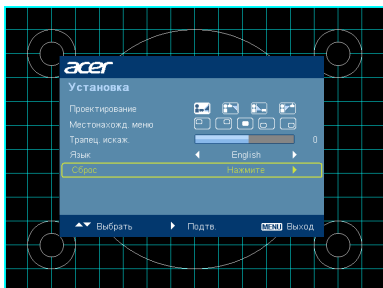 acer
Установка
Проектирование
Местонахожд. меню
Трапец. искаж. 0
Язык English
Сброс Нажмите
Выбрать Подтв. MENU Выход